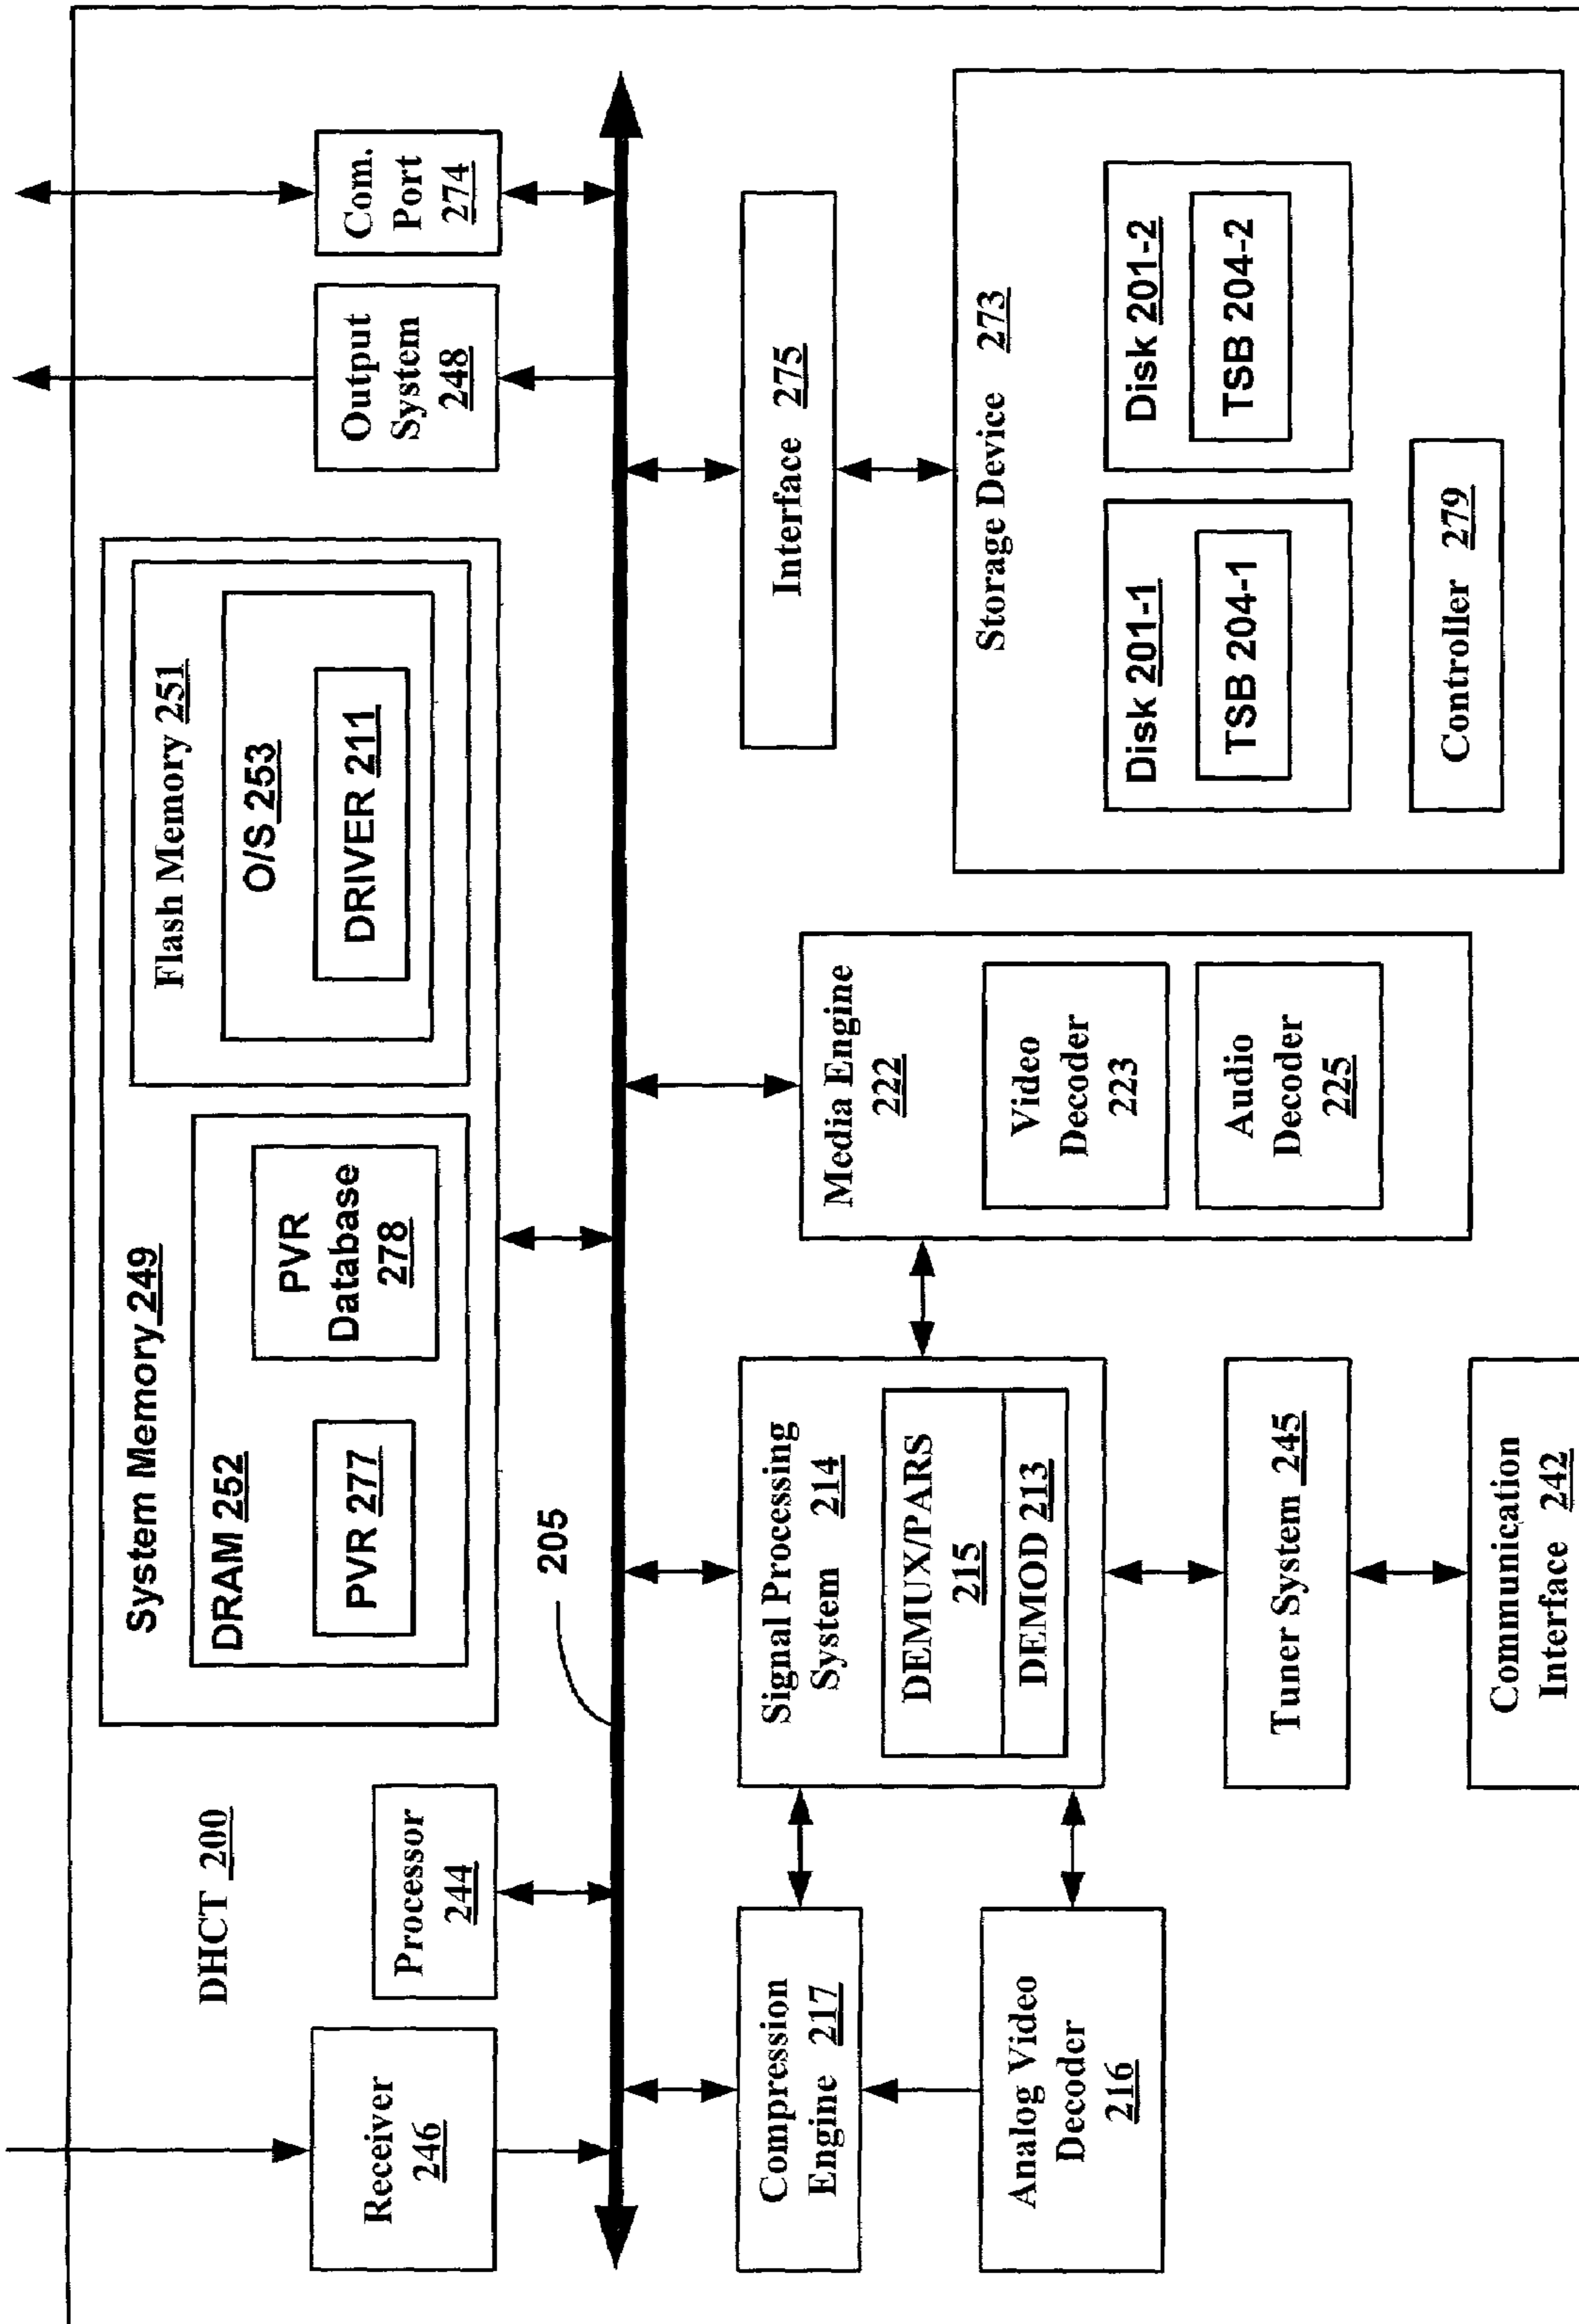 DHCT 200
Receiver
246
Processor
244
System Memory 249
DRAM 252
PVR 277
PVR
Database
278
Flash Memory 251
O/S 253
DRIVER 211
Output
System
248
Com.
Port
274
205
Compression
Engine 217
Analog Video
Decoder
216
Signal Processing
System 214
DEMUX/PARS
215
DEMOD 213
Tuner System 245
Communication
Interface 242
Media Engine
222
Video
Decoder
223
Audio
Decoder
225
Interface 275
Storage Device 273
Disk 201-1
TSB 204-1
Disk 201-2
TSB 204-2
Controller 279